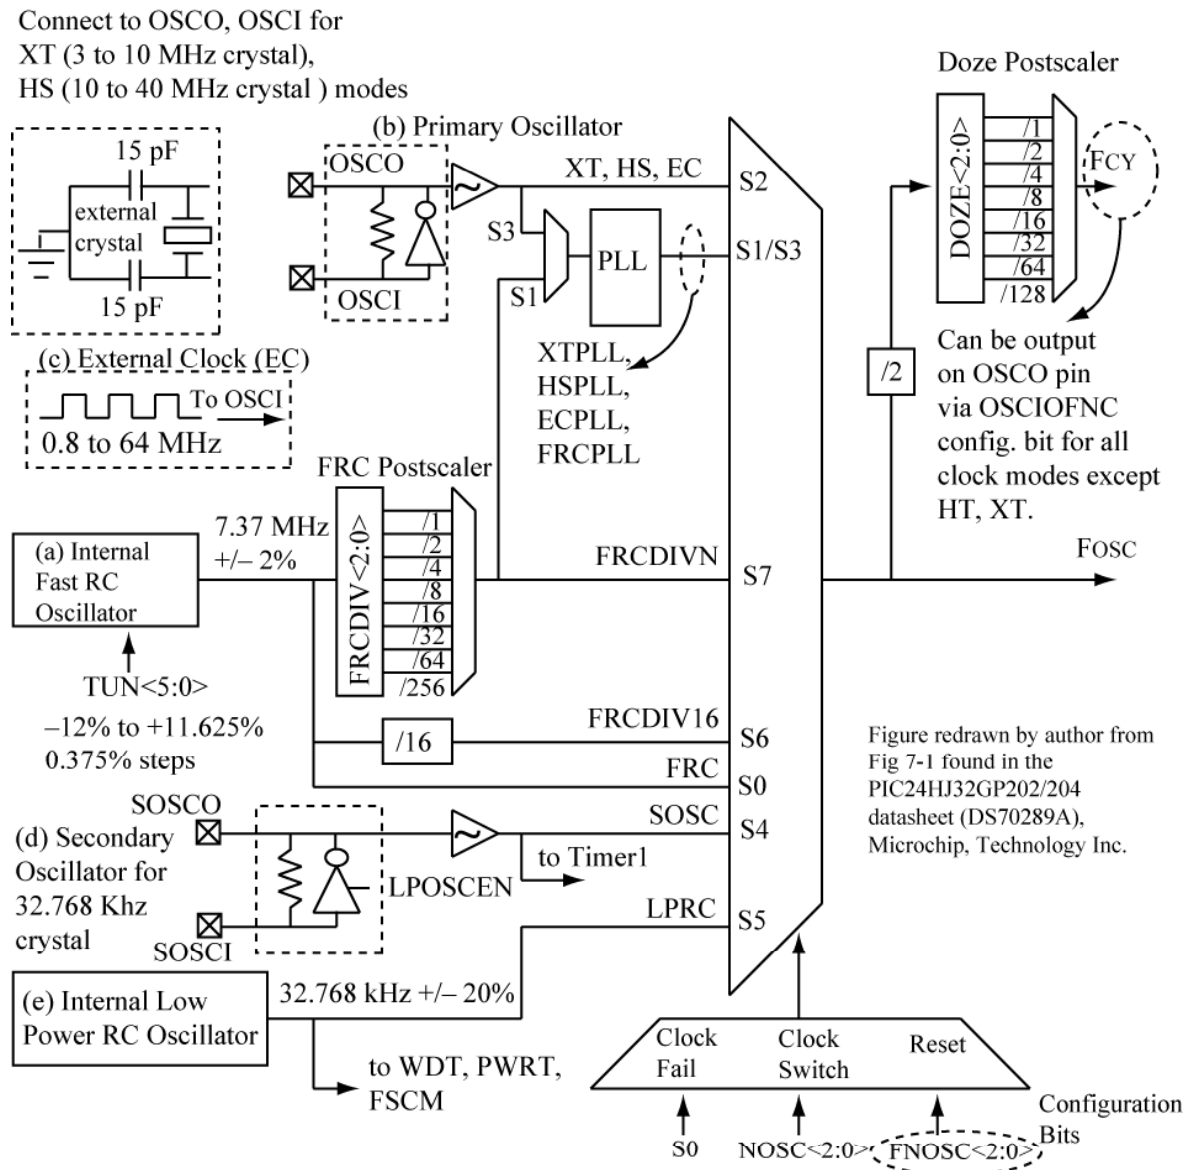 Connect to OSCO, OSCI for
XT (3 to 10 MHz crystal),
HS (10 to 40 MHz crystal ) modes
15 pF
external
crystal
15 pF
(b) Primary Oscillator
OSCO
OSCI
XT, HS, EC
S2
S3
S1
PLL
S1/S3
XTPLL,
HSPLL,
ECPLL,
FRCPLL
Doze Postscaler
DOZE<2:0>
/1
/2
/4
/8
/16
/32
/64
/128
FCY
/2
Can be output
on OSCO pin
via OSCIOFNC
config. bit for all
clock modes except
HT, XT.
(c) External Clock (EC)
To OSCI
0.8 to 64 MHz
FRC Postscaler
FRCDIV<2:0>
/1
/2
/4
/8
/16
/32
/64
/256
7.37 MHz
+/– 2%
(a) Internal
Fast RC
Oscillator
TUN<5:0>
–12% to +11.625%
0.375% steps
FRCDIVN
S7
FOSC
/16
FRCDIV16
S6
FRC
S0
SOSCO
SOSC
S4
(d) Secondary
Oscillator for
32.768 Khz
crystal
SOSCI
LPOSCEN
to Timer1
LPRC
S5
(e) Internal Low
Power RC Oscillator
32.768 kHz +/– 20%
to WDT, PWRT,
FSCM
Figure redrawn by author from
Fig 7-1 found in the
PIC24HJ32GP202/204
datasheet (DS70289A),
Microchip, Technology Inc.
Clock
Fail
Clock
Switch
Reset
S0
NOSC<2:0>
FNOSC<2:0>
Configuration
Bits